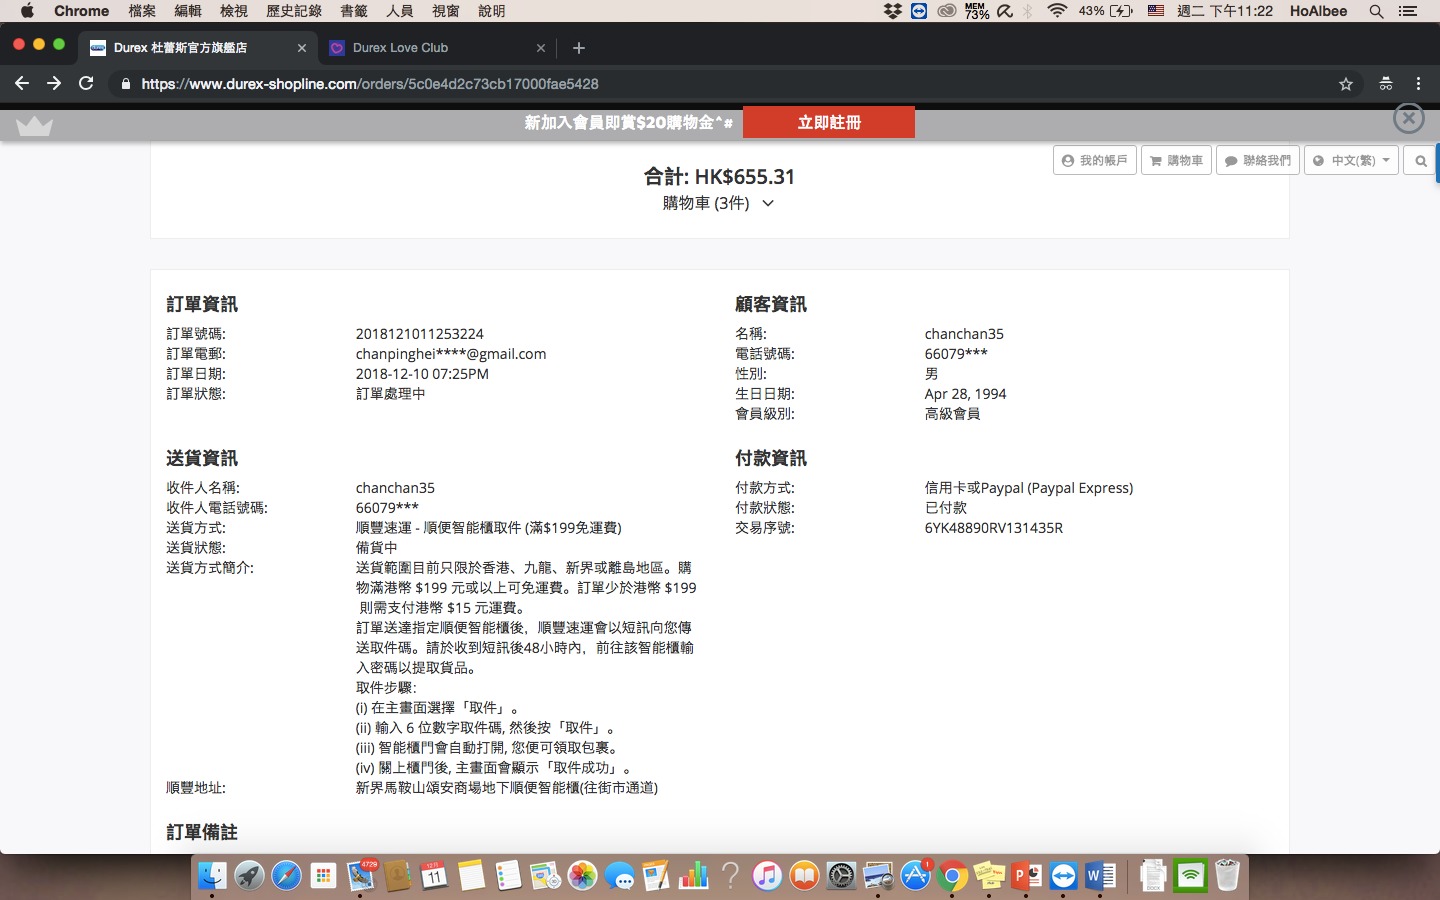 Chrome 檔案 編輯 檢視 歷史記錄 書籤 人員 視窗 說明 MEM 73% 43% 週二 下午11:22 HoAlbee
Durex 杜蕾斯官方旗艦店 Durex Love Club
https://www.durex-shopline.com/orders/5c0e4d2c73cb17000fae5428
新加入會員即賞$20購物金^# 立即註冊
我的帳戶 購物車 聯絡我們 中文(繁)
合計: HK$655.31
購物車 (3件)
訂單資訊
訂單號碼: 2018121011253224
訂單電郵: chanpinghei****@gmail.com
訂單日期: 2018-12-10 07:25PM
訂單狀態: 訂單處理中
顧客資訊
名稱: chanchan35
電話號碼: 66079***
性別: 男
生日日期: Apr 28, 1994
會員級別: 高級會員
送貨資訊
收件人名稱: chanchan35
收件人電話號碼: 66079***
送貨方式: 順豐速運 - 順便智能櫃取件 (滿$199免運費)
送貨狀態: 備貨中
送貨方式簡介: 送貨範圍目前只限於香港、九龍、新界或離島地區。購
物滿港幣 $199 元或以上可免運費。訂單少於港幣 $199
則需支付港幣 $15 元運費。
訂單送達指定順便智能櫃後，順豐速運會以短訊向您傳
送取件碼。請於收到短訊後48小時內，前往該智能櫃輸
入密碼以提取貨品。
取件步驟：
(i) 在主畫面選擇「取件」。
(ii) 輸入 6 位數字取件碼, 然後按「取件」。
(iii) 智能櫃門會自動打開, 您便可領取包裹。
(iv) 關上櫃門後, 主畫面會顯示「取件成功」。
順豐地址: 新界馬鞍山頌安商場地下順便智能櫃(往街市通道)
付款資訊
付款方式: 信用卡或Paypal (Paypal Express)
付款狀態: 已付款
交易序號: 6YK48890RV131435R
訂單備註
4729
12月
11
1
P
W